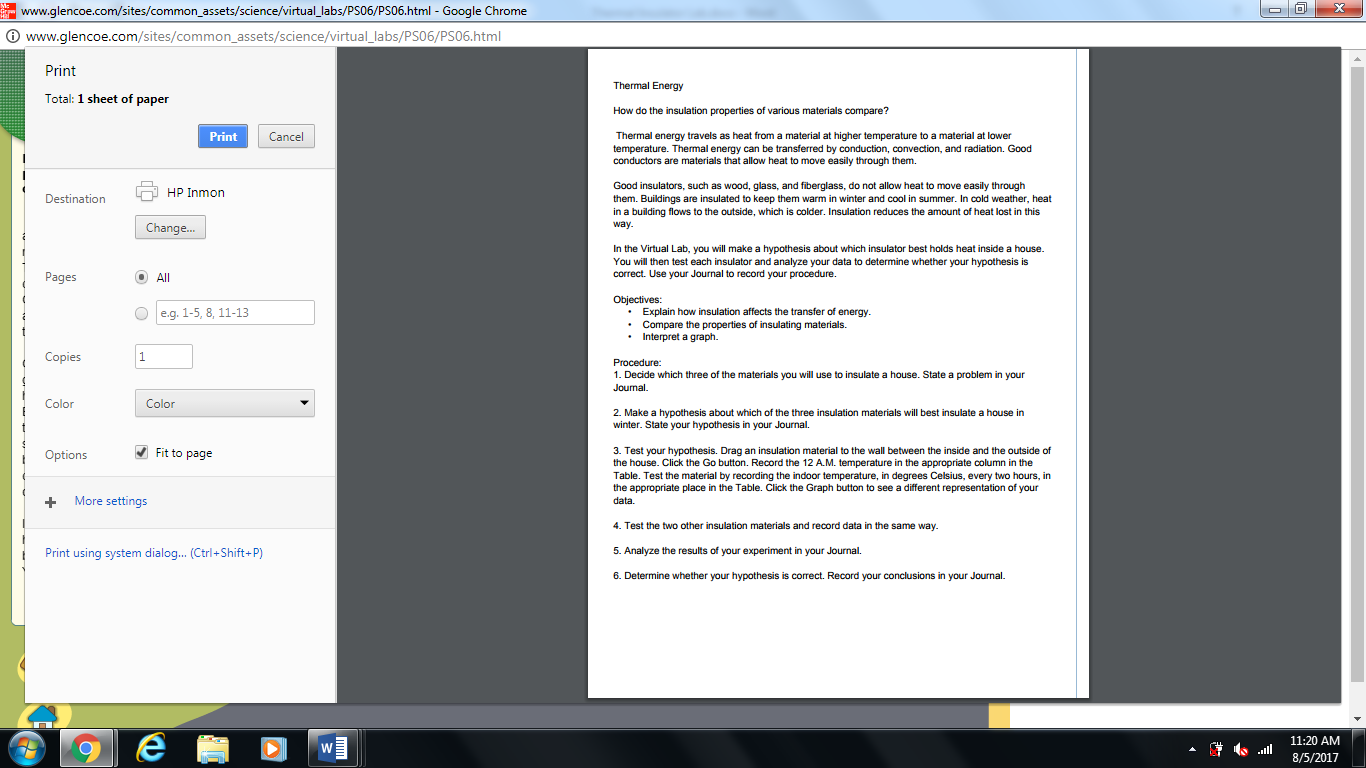 www.glencoe.com/sites/common_assets/science/virtual_labs/PS06/PS06.html - Google Chrome
www.glencoe.com/sites/common_assets/science/virtual_labs/PS06/PS06.html
Print
Total: 1 sheet of paper
Print
Cancel
Destination
HP Inmon
Change...
Pages
All
e.g. 1-5, 8, 11-13
Copies
1
Color
Color
Options
Fit to page
More settings
Print using system dialog... (Ctrl+Shift+P)
Thermal Energy
How do the insulation properties of various materials compare?
Thermal energy travels as heat from a material at higher temperature to a material at lower
temperature. Thermal energy can be transferred by conduction, convection, and radiation. Good
conductors are materials that allow heat to move easily through them.
Good insulators, such as wood, glass, and fiberglass, do not allow heat to move easily through
them. Buildings are insulated to keep them warm in winter and cool in summer. In cold weather, heat
in a building flows to the outside, which is colder. Insulation reduces the amount of heat lost in this
way.
In the Virtual Lab, you will make a hypothesis about which insulator best holds heat inside a house.
You will then test each insulator and analyze your data to determine whether your hypothesis is
correct. Use your Journal to record your procedure.
Objectives:
• Explain how insulation affects the transfer of energy.
• Compare the properties of insulating materials.
• Interpret a graph.
Procedure:
1. Decide which three of the materials you will use to insulate a house. State a problem in your
Journal.
2. Make a hypothesis about which of the three insulation materials will best insulate a house in
winter. State your hypothesis in your Journal.
3. Test your hypothesis. Drag an insulation material to the wall between the inside and the outside of
the house. Click the Go button. Record the 12 A.M. temperature in the appropriate column in the
Table. Test the material by recording the indoor temperature, in degrees Celsius, every two hours, in
the appropriate place in the Table. Click the Graph button to see a different representation of your
data.
4. Test the two other insulation materials and record data in the same way.
5. Analyze the results of your experiment in your Journal.
6. Determine whether your hypothesis is correct. Record your conclusions in your Journal.
11:20 AM
8/5/2017